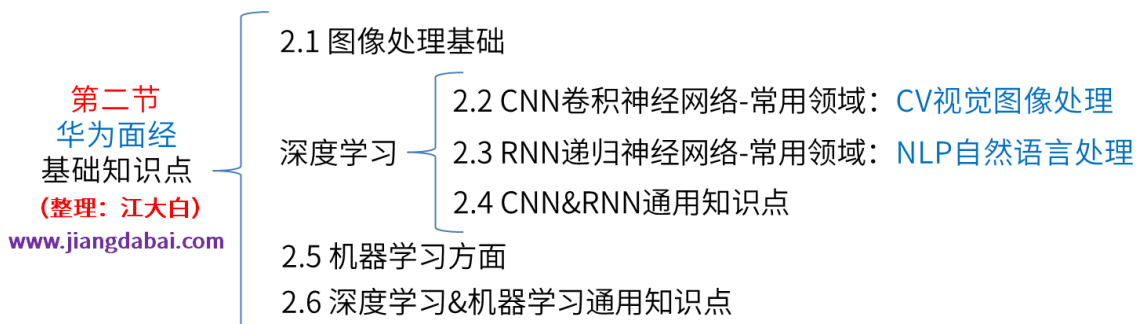 第二节
华为面经
基础知识点
（整理：江大白）
www.jiangdabai.com
2.1 图像处理基础
深度学习
2.2 CNN卷积神经网络-常用领域：CV视觉图像处理
2.3 RNN递归神经网络-常用领域：NLP自然语言处理
2.4 CNN&RNN通用知识点
2.5 机器学习方面
2.6 深度学习&机器学习通用知识点